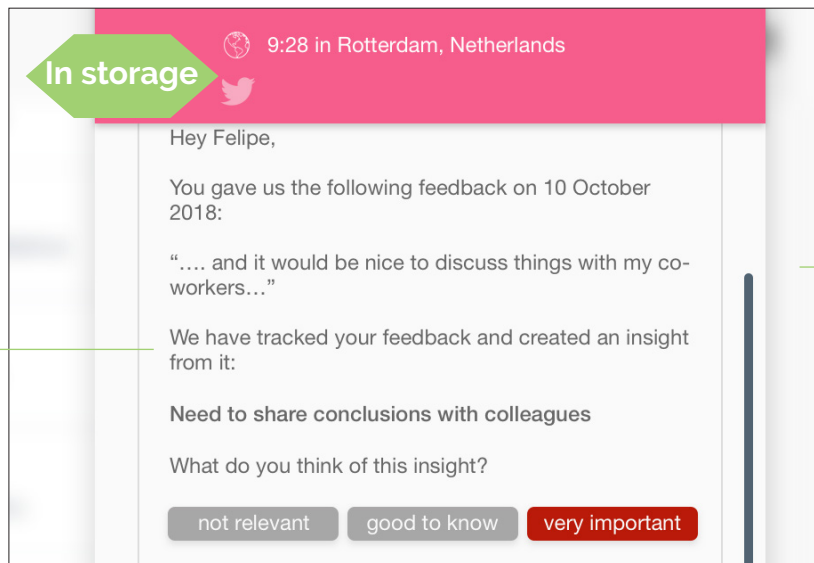 9:28 in Rotterdam, Netherlands
In storage
Hey Felipe,
You gave us the following feedback on 10 October
2018:
“.... and it would be nice to discuss things with my co-
workers...”
We have tracked your feedback and created an insight
from it:
Need to share conclusions with colleagues
What do you think of this insight?
not relevant
good to know
very important